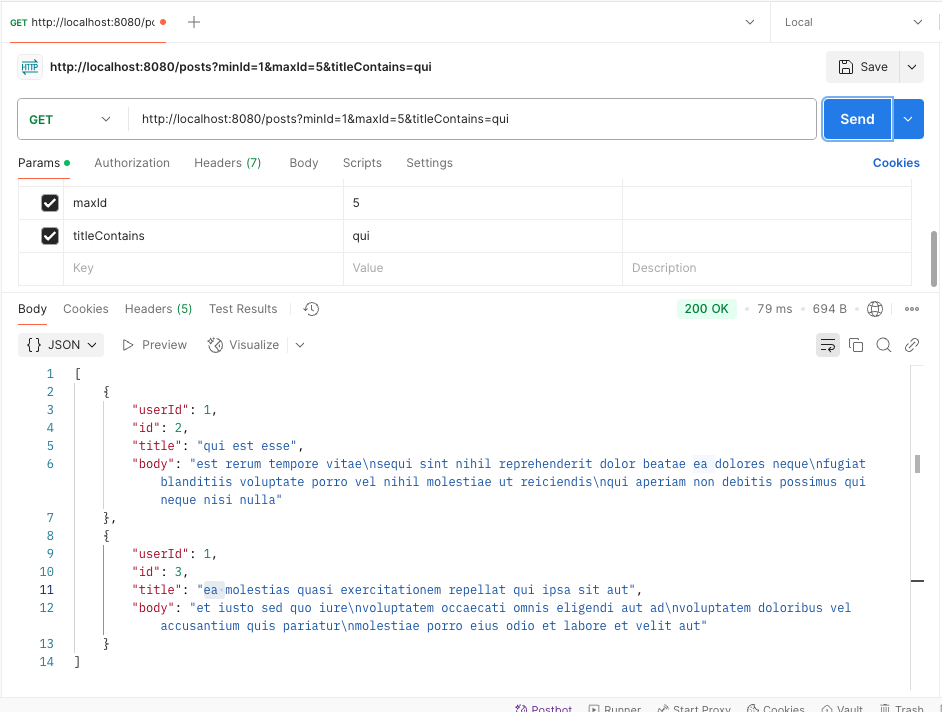 GET http://localhost:8080/po
Local
HTTP http://localhost:8080/posts?minId=1&maxId=5&titleContains=qui
Save
GET http://localhost:8080/posts?minId=1&maxId=5&titleContains=qui
Send
Params Authorization Headers (7) Body Scripts Settings Cookies
maxId 5
titleContains qui
Key Value Description
Body Cookies Headers (5) Test Results 200 OK • 79 ms • 694 B •
{} JSON Preview Visualize
1 [
2 {
3 "userId": 1,
4 "id": 2,
5 "title": "qui est esse",
6 "body": "est rerum tempore vitae\nsequi sint nihil reprehenderit dolor beatae ea dolores neque\nfugiat
blanditiis voluptate porro vel nihil molestiae ut reiciendis\nqui aperiam non debitis possimus qui
neque nisi nulla"
7 },
8 {
9 "userId": 1,
10 "id": 3,
11 "title": "ea molestias quasi exercitationem repellat qui ipsa sit aut",
12 "body": "et iusto sed quo iure\nvoluptatem occaecati omnis eligendi aut ad\nvoluptatem doloribus vel
accusantium quis pariatur\nmolestiae porro eius odio et labore et velit aut"
13 }
14 ]
Postbot Runner Start Proxy Cookies Vault Trash